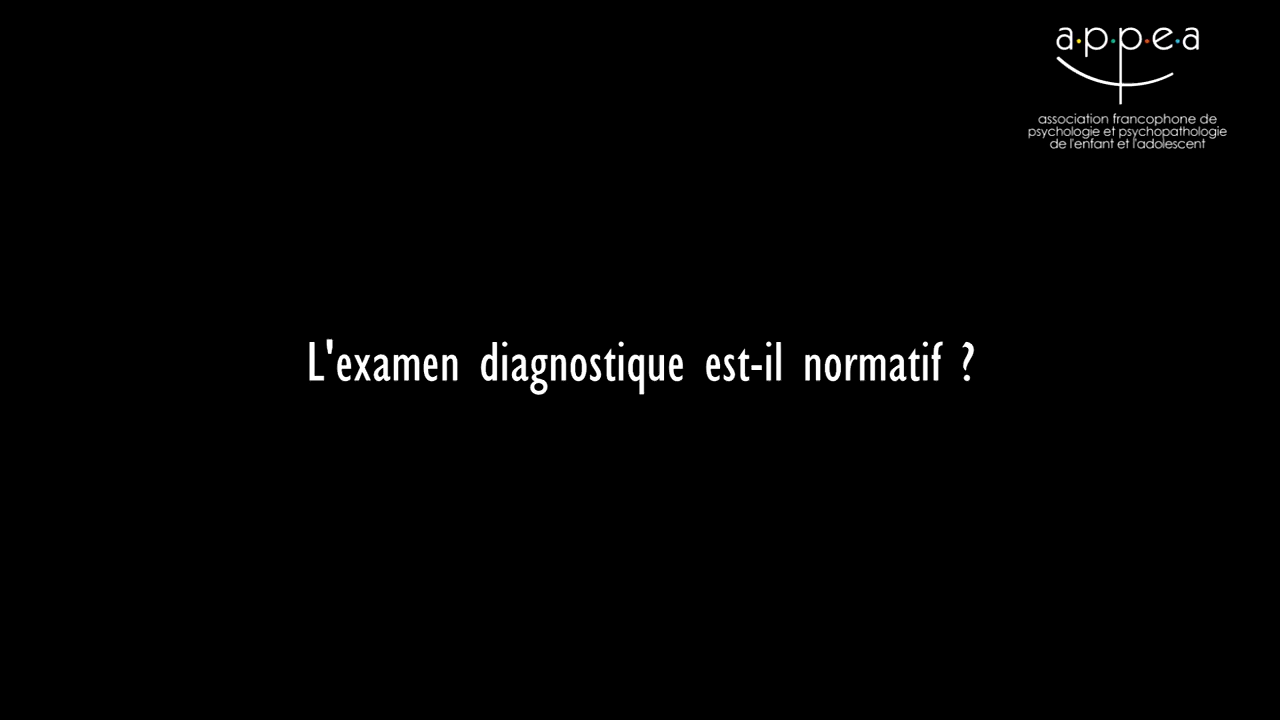 a.p.p.e.a
association francophone de
psychologie et psychopathologie
de l'enfant et l'adolescent
L'examen diagnostique est-il normatif ?